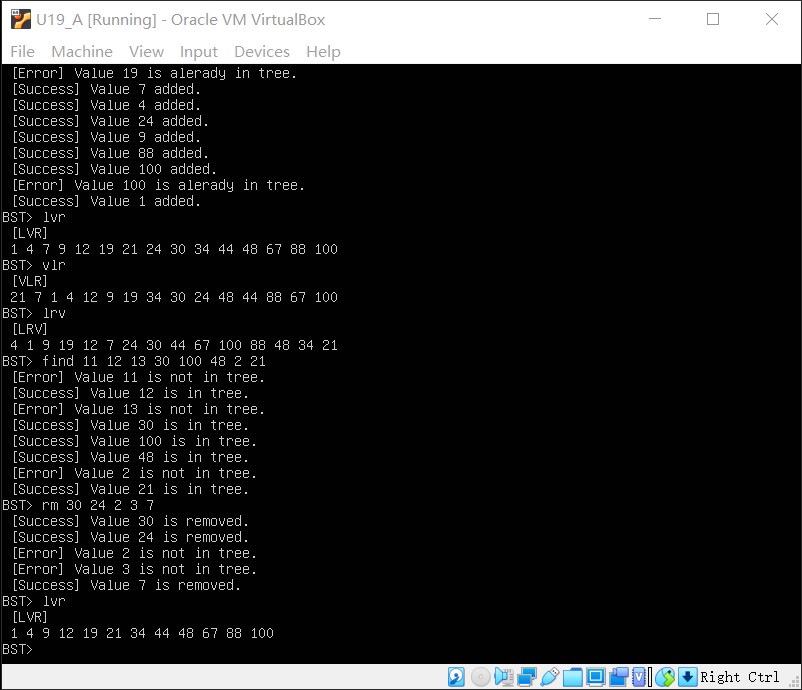 U19_A [Running] - Oracle VM VirtualBox
File Machine View Input Devices Help
[Error] Value 19 is alerady in tree.
[Success] Value 7 added.
[Success] Value 4 added.
[Success] Value 24 added.
[Success] Value 9 added.
[Success] Value 88 added.
[Success] Value 100 added.
[Error] Value 100 is alerady in tree.
[Success] Value 1 added.
BST> lvr
[LVR]
1 4 7 9 12 19 21 24 30 34 44 48 67 88 100
BST> vlr
[VLR]
21 7 1 4 12 9 19 34 30 24 48 44 88 67 100
BST> lrv
[LRV]
4 1 9 19 12 7 24 30 44 67 100 88 48 34 21
BST> find 11 12 13 30 100 48 2 21
[Error] Value 11 is not in tree.
[Success] Value 12 is in tree.
[Error] Value 13 is not in tree.
[Success] Value 30 is in tree.
[Success] Value 100 is in tree.
[Success] Value 48 is in tree.
[Error] Value 2 is not in tree.
[Success] Value 21 is in tree.
BST> rm 30 24 2 3 7
[Success] Value 30 is removed.
[Success] Value 24 is removed.
[Error] Value 2 is not in tree.
[Error] Value 3 is not in tree.
[Success] Value 7 is removed.
BST> lvr
[LVR]
1 4 9 12 19 21 34 44 48 67 88 100
BST>
Right Ctrl